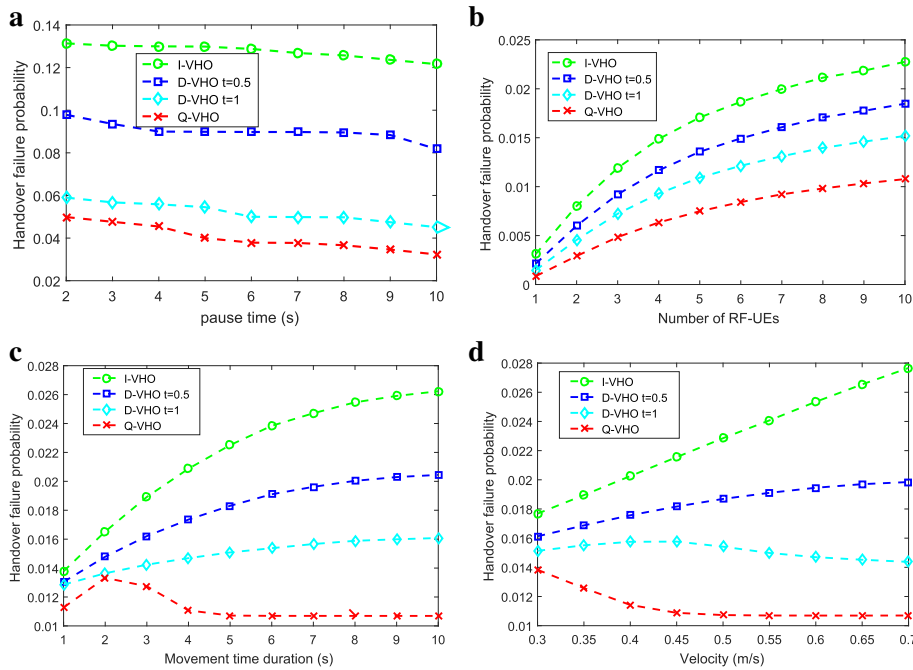 a
Handover failure probability
0.14
0.12
0.1
0.08
0.06
0.04
0.02
I-VHO
D-VHO t=0.5
D-VHO t=1
Q-VHO
2 3 4 5 6 7 8 9 10
pause time (s)
b
Handover failure probability
0.025
0.02
0.015
0.01
0.005
0
I-VHO
D-VHO t=0.5
D-VHO t=1
Q-VHO
1 2 3 4 5 6 7 8 9 10
Number of RF-UEs
c
Handover failure probability
0.028
0.026
0.024
0.022
0.02
0.018
0.016
0.014
0.012
0.01
I-VHO
D-VHO t=0.5
D-VHO t=1
Q-VHO
1 2 3 4 5 6 7 8 9 10
Movement time duration (s)
d
Handover failure probability
0.028
0.026
0.024
0.022
0.02
0.018
0.016
0.014
0.012
0.01
I-VHO
D-VHO t=0.5
D-VHO t=1
Q-VHO
0.3 0.35 0.4 0.45 0.5 0.55 0.6 0.65 0.7
Velocity (m/s)